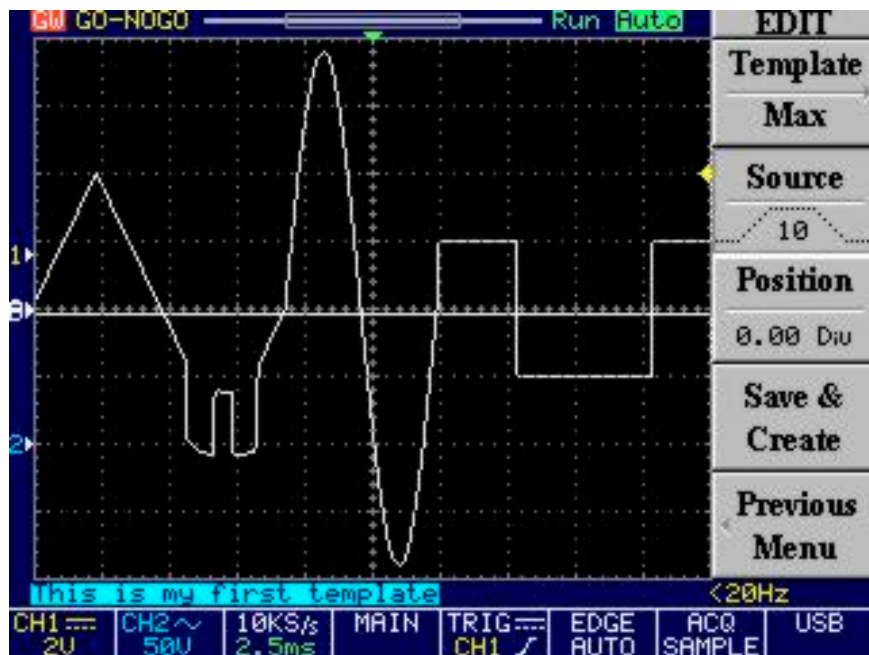 GW GO-NOGO Run Auto
EDIT
Template
Max
Source
10
Position
0.00 Div
Save &
Create
Previous
Menu
1
2
This is my first template
<20Hz
CH1 CH2 10KS/s MAIN TRIG EDGE ACQ USB
2V 50V 2.5ms CH1 AUTO SAMPLE